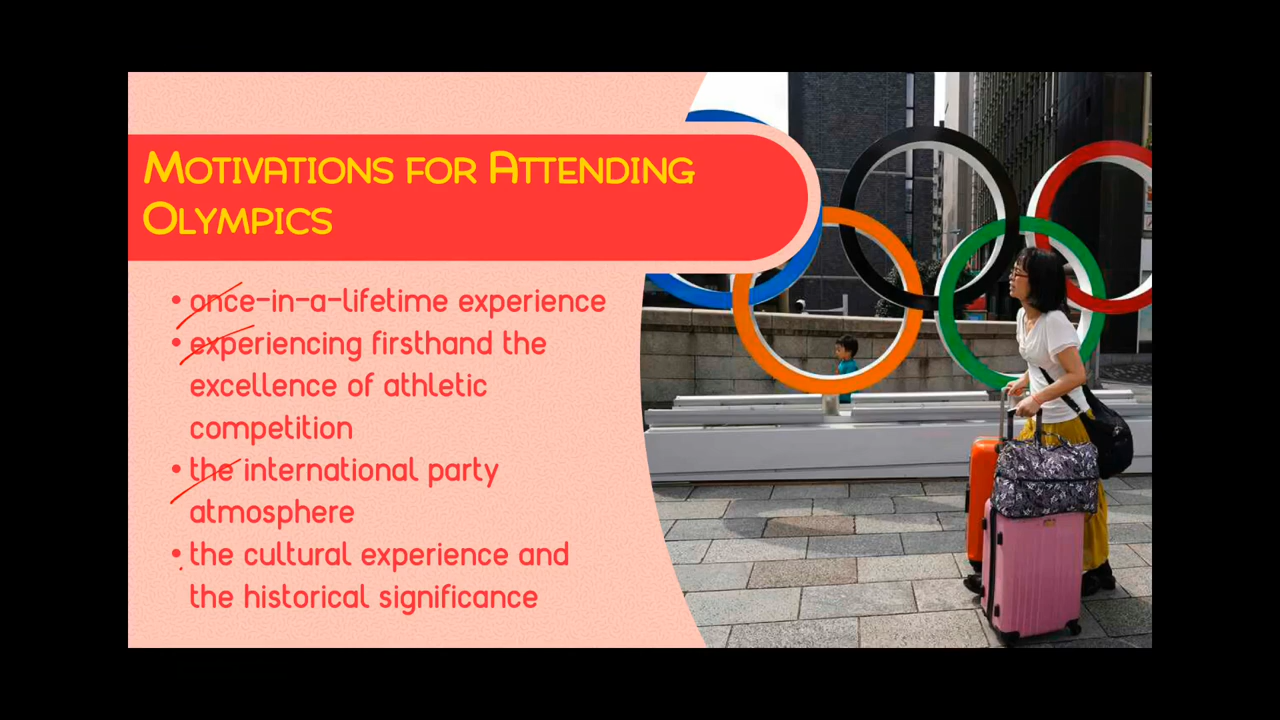 Motivations for Attending
Olympics
• once-in-a-lifetime experience
• experiencing firsthand the
excellence of athletic
competition
• the international party
atmosphere
• the cultural experience and
the historical significance